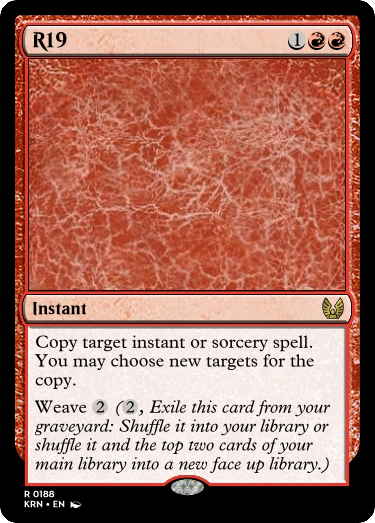 R19 1
Instant
Copy target instant or sorcery spell.
You may choose new targets for the
copy.
Weave 2 (2, Exile this card from your
graveyard: Shuffle it into your library or
shuffle it and the top two cards of your
main library into a new face up library.)
R 0188
KRN • EN